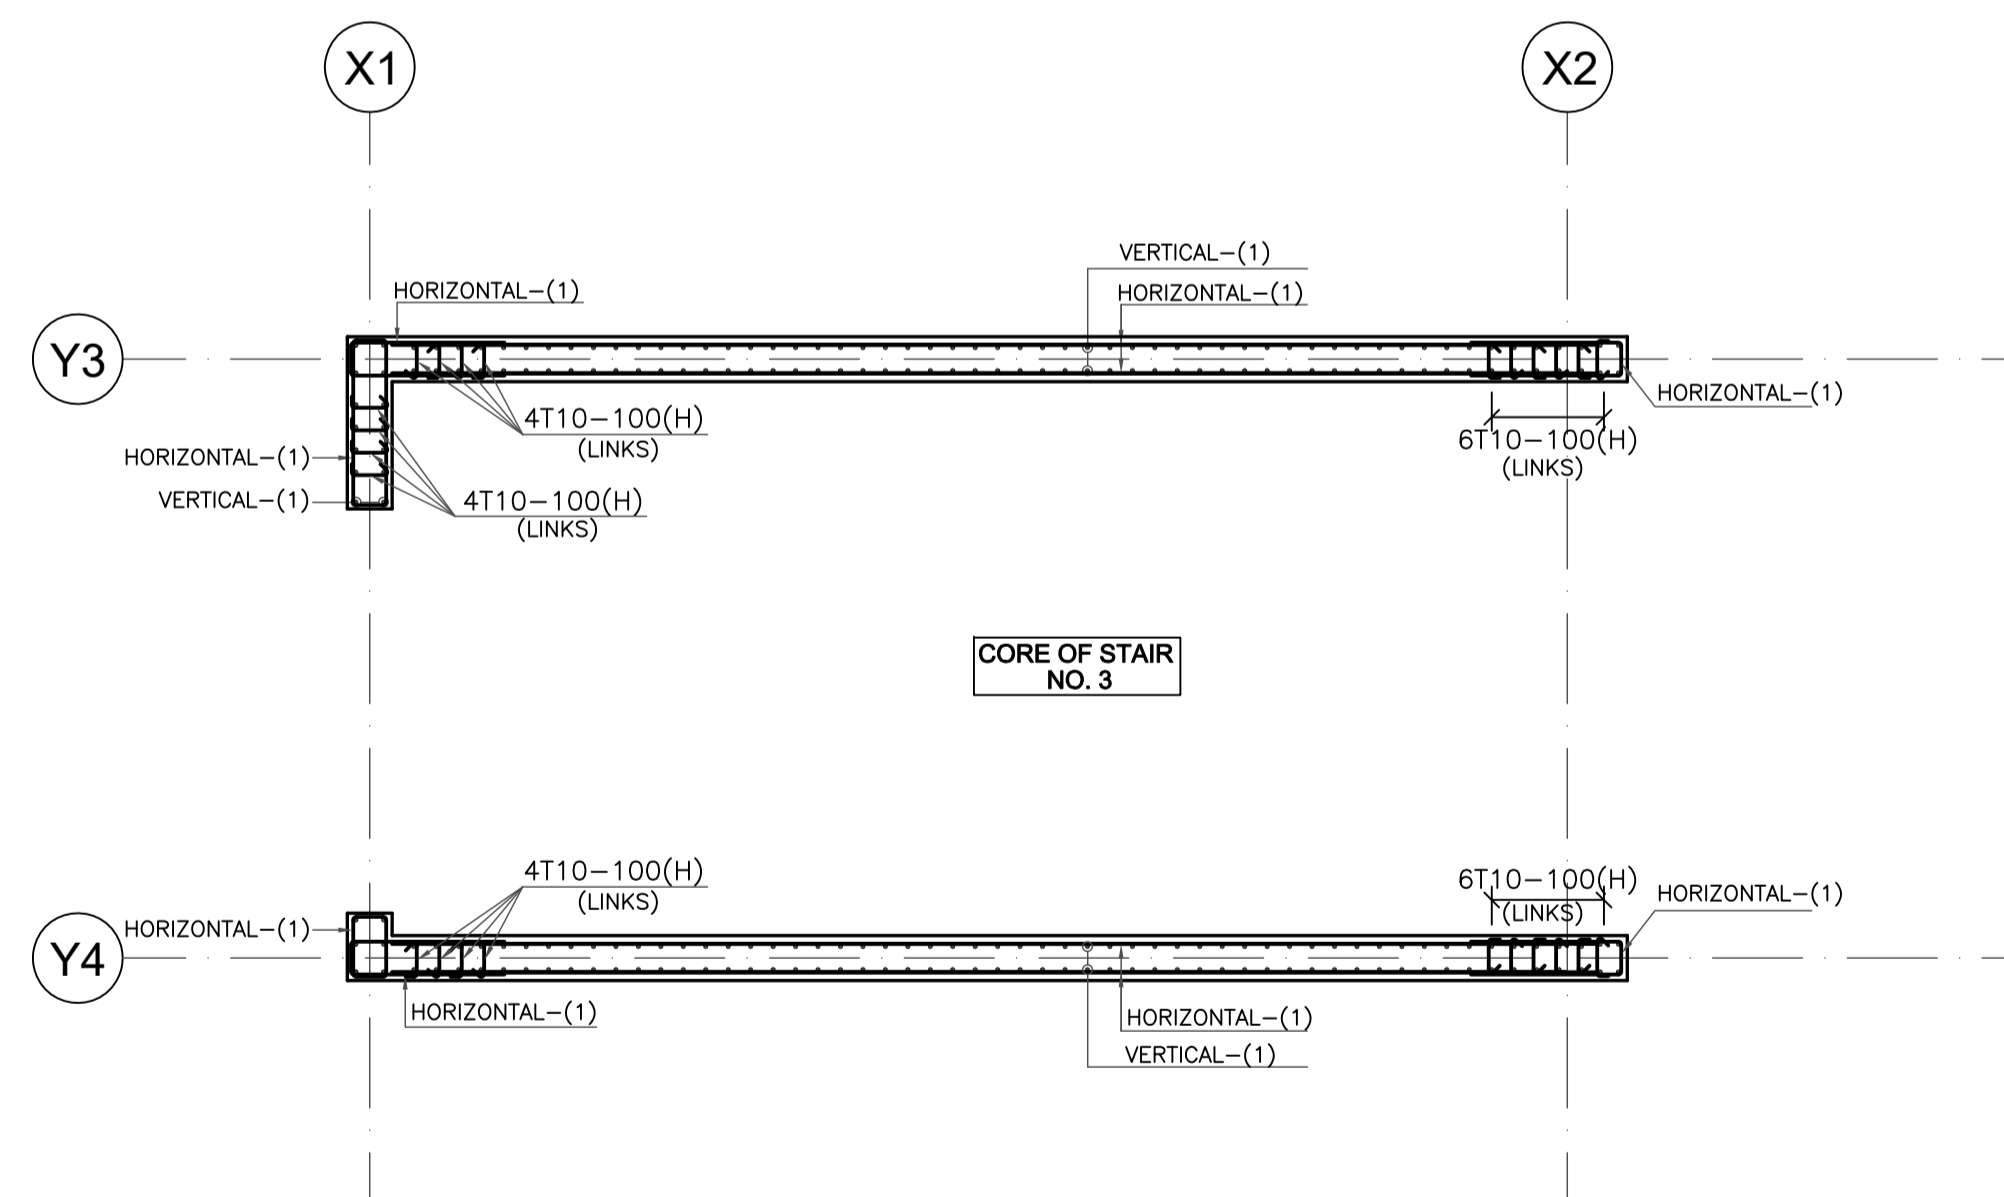 X1
X2
VERTICAL-(1)
HORIZONTAL-(1)
HORIZONTAL-(1)
Y3
HORIZONTAL-(1)
4T10-100(H)
(LINKS)
6T10-100(H)
(LINKS)
HORIZONTAL-(1)
VERTICAL-(1)
4T10-100(H)
(LINKS)
CORE OF STAIR
NO. 3
4T10-100(H)
(LINKS)
6T10-100(H)
(LINKS)
HORIZONTAL-(1)
HORIZONTAL-(1)
Y4
HORIZONTAL-(1)
HORIZONTAL-(1)
VERTICAL-(1)